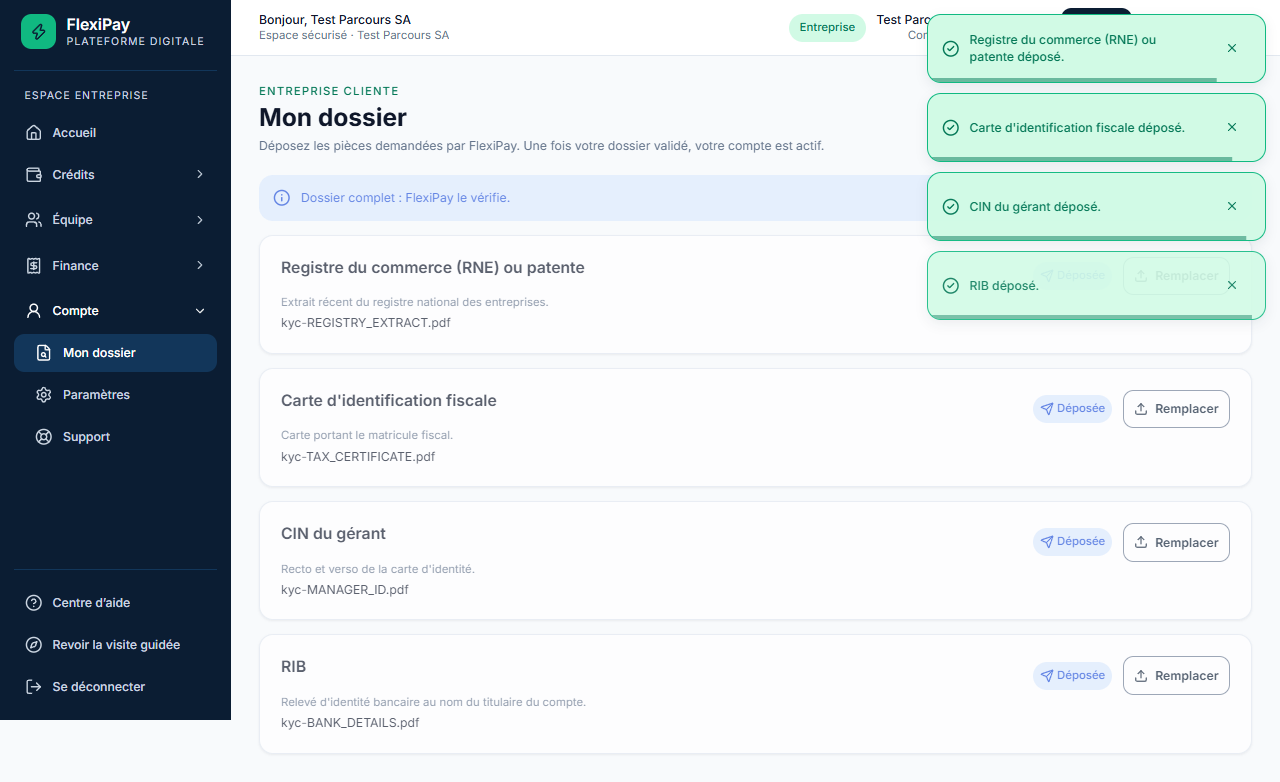 FlexiPay
PLATEFORME DIGITALE
ESPACE ENTREPRISE
Accueil
Crédits
Équipe
Finance
Compte
Mon dossier
Paramètres
Support
Centre d'aide
Revoir la visite guidée
Se déconnecter
Bonjour, Test Parcours SA
Espace sécurisé · Test Parcours SA
Entreprise
Registre du commerce (RNE) ou
patente déposé.
Carte d'identification fiscale déposé.
CIN du gérant déposé.
RIB déposé.
ENTREPRISE CLIENTE
Mon dossier
Déposez les pièces demandées par FlexiPay. Une fois votre dossier validé, votre compte est actif.
Dossier complet : FlexiPay le vérifie.
Registre du commerce (RNE) ou patente
Déposée
Remplacer
Extrait récent du registre national des entreprises.
kyc-REGISTRY_EXTRACT.pdf
Carte d'identification fiscale
Déposée
Remplacer
Carte portant le matricule fiscal.
kyc-TAX_CERTIFICATE.pdf
CIN du gérant
Déposée
Remplacer
Recto et verso de la carte d'identité.
kyc-MANAGER_ID.pdf
RIB
Déposée
Remplacer
Relevé d'identité bancaire au nom du titulaire du compte.
kyc-BANK_DETAILS.pdf